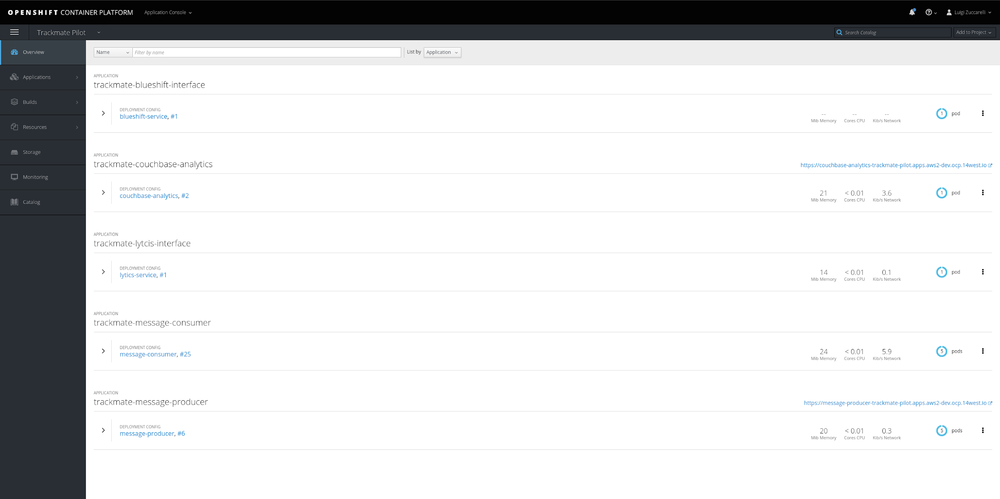 OPENSHIFT CONTAINER PLATFORM Application Console Luigi Zuccarelli
Trackmate Pilot Search Catalog Add to Project
Overview
Applications
Builds
Resources
Storage
Monitoring
Catalog
Name Filter by name List by Application
APPLICATION
trackmate-blueshift-interface
DEPLOYMENT CONFIG
blueshift-service, #1
-- -- --
Mib Memory Cores CPU Kib/s Network
1 pod
APPLICATION
trackmate-couchbase-analytics
https://couchbase-analytics-trackmate-pilot.apps.aws2-dev.ocp.14west.io
DEPLOYMENT CONFIG
couchbase-analytics, #2
21 < 0.01 3.6
Mib Memory Cores CPU Kib/s Network
1 pod
APPLICATION
trackmate-lytcis-interface
DEPLOYMENT CONFIG
lytics-service, #1
14 < 0.01 0.1
Mib Memory Cores CPU Kib/s Network
1 pod
APPLICATION
trackmate-message-consumer
DEPLOYMENT CONFIG
message-consumer, #25
24 < 0.01 5.9
Mib Memory Cores CPU Kib/s Network
5 pods
APPLICATION
trackmate-message-producer
https://message-producer-trackmate-pilot.apps.aws2-dev.ocp.14west.io
DEPLOYMENT CONFIG
message-producer, #6
20 < 0.01 0.3
Mib Memory Cores CPU Kib/s Network
5 pods